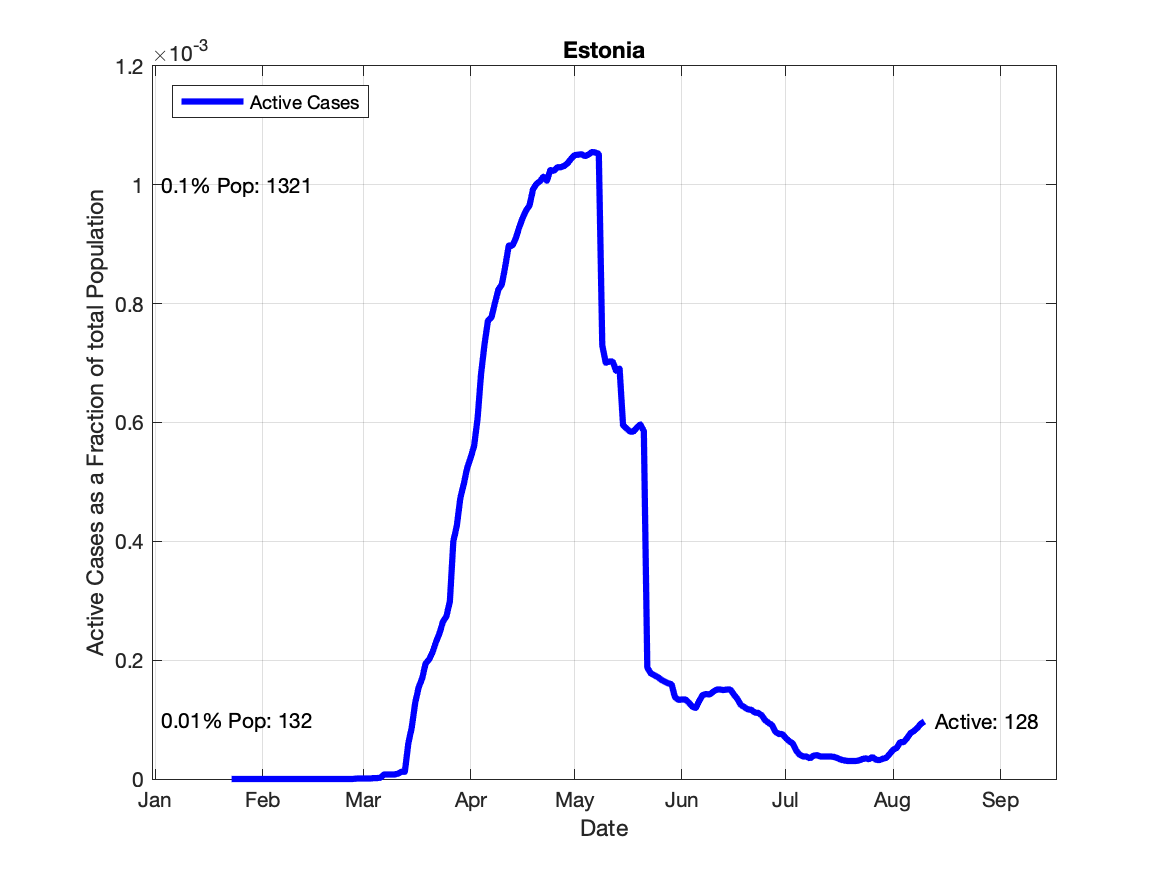 Estonia
×10-3
1.2
Active Cases
0.1% Pop: 1321
1
0.8
0.6
0.4
0.2
0.01% Pop: 132
Active: 128
0
Jan Feb Mar Apr May Jun Jul Aug Sep
Date
Active Cases as a Fraction of total Population